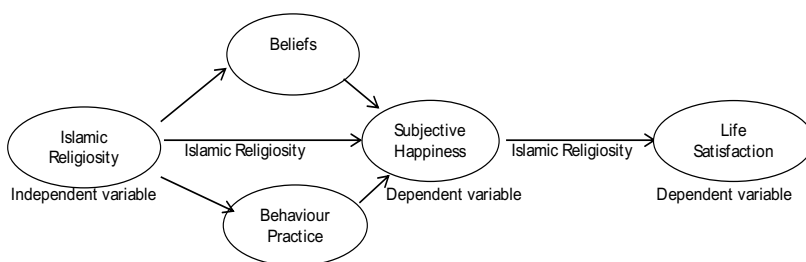 Beliefs
Islamic
Religiosity
Independent variable
Islamic Religiosity
Subjective
Happiness
Dependent variable
Islamic Religiosity
Life
Satisfaction
Dependent variable
Behaviour
Practice